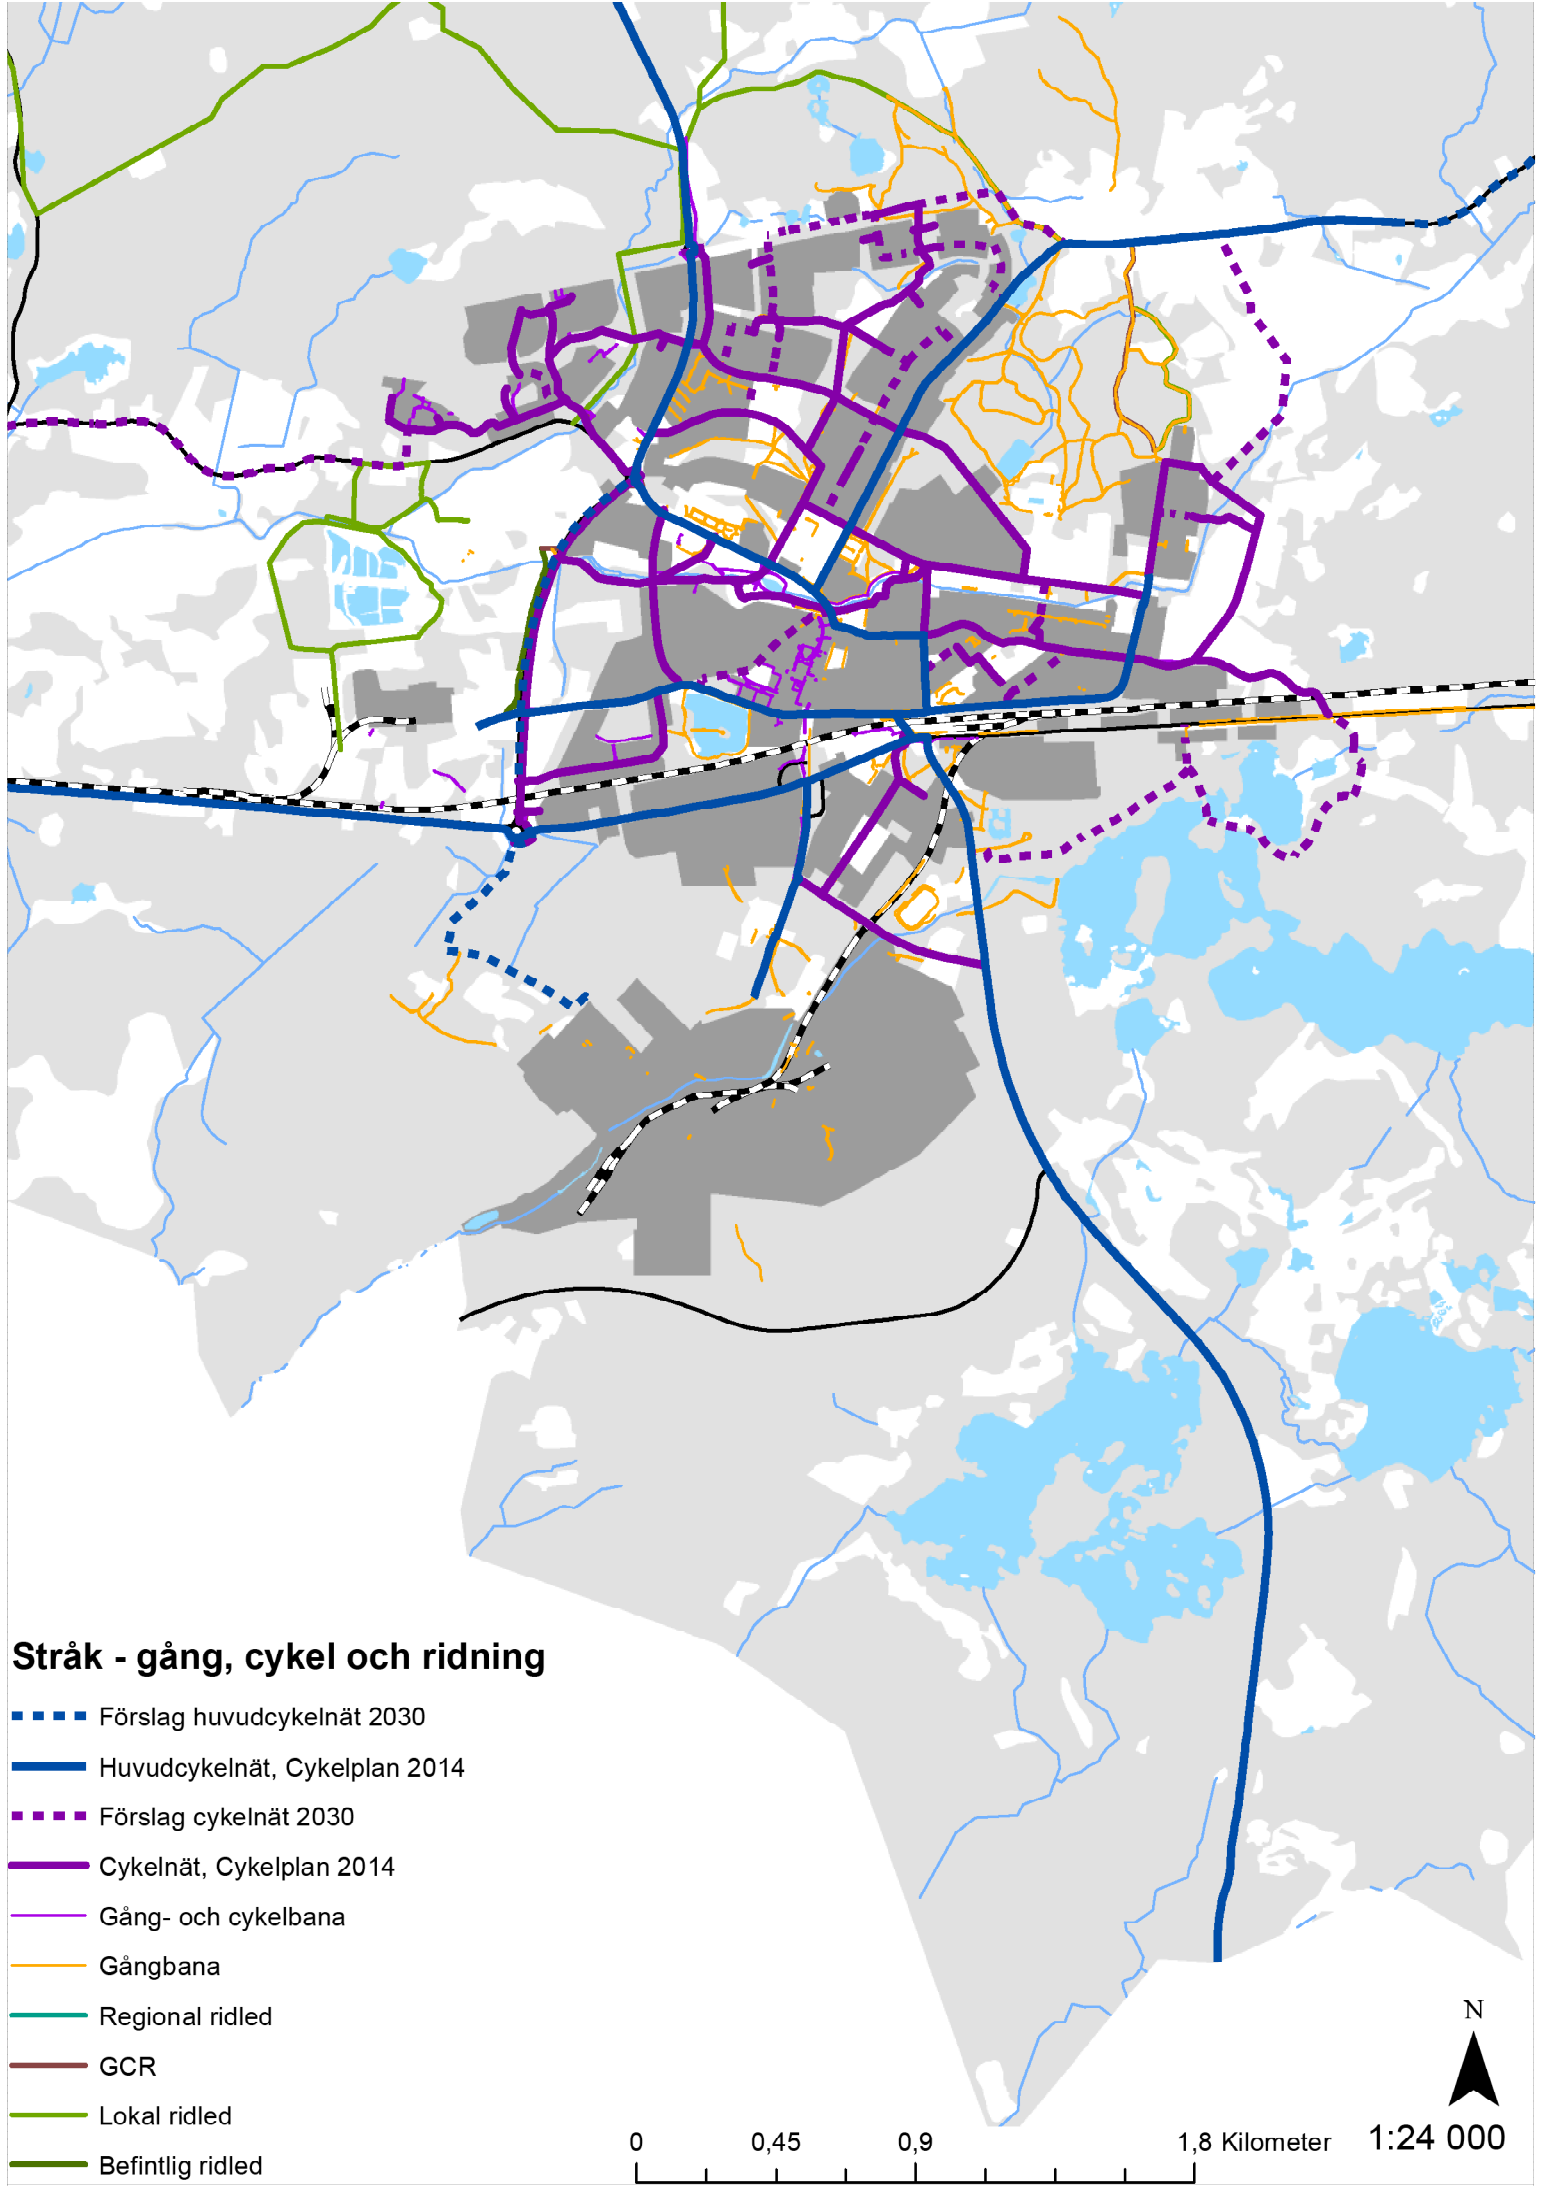 Stråk - gång, cykel och ridning
Förslag huvudcykelnät 2030
Huvudcykelnät, Cykelplan 2014
Förslag cykelnät 2030
Cykelnät, Cykelplan 2014
Gång- och cykelbana
Gångbana
Regional ridled
GCR
Lokal ridled
Befintlig ridled
0 0,45 0,9 1,8 Kilometer
N
1:24 000